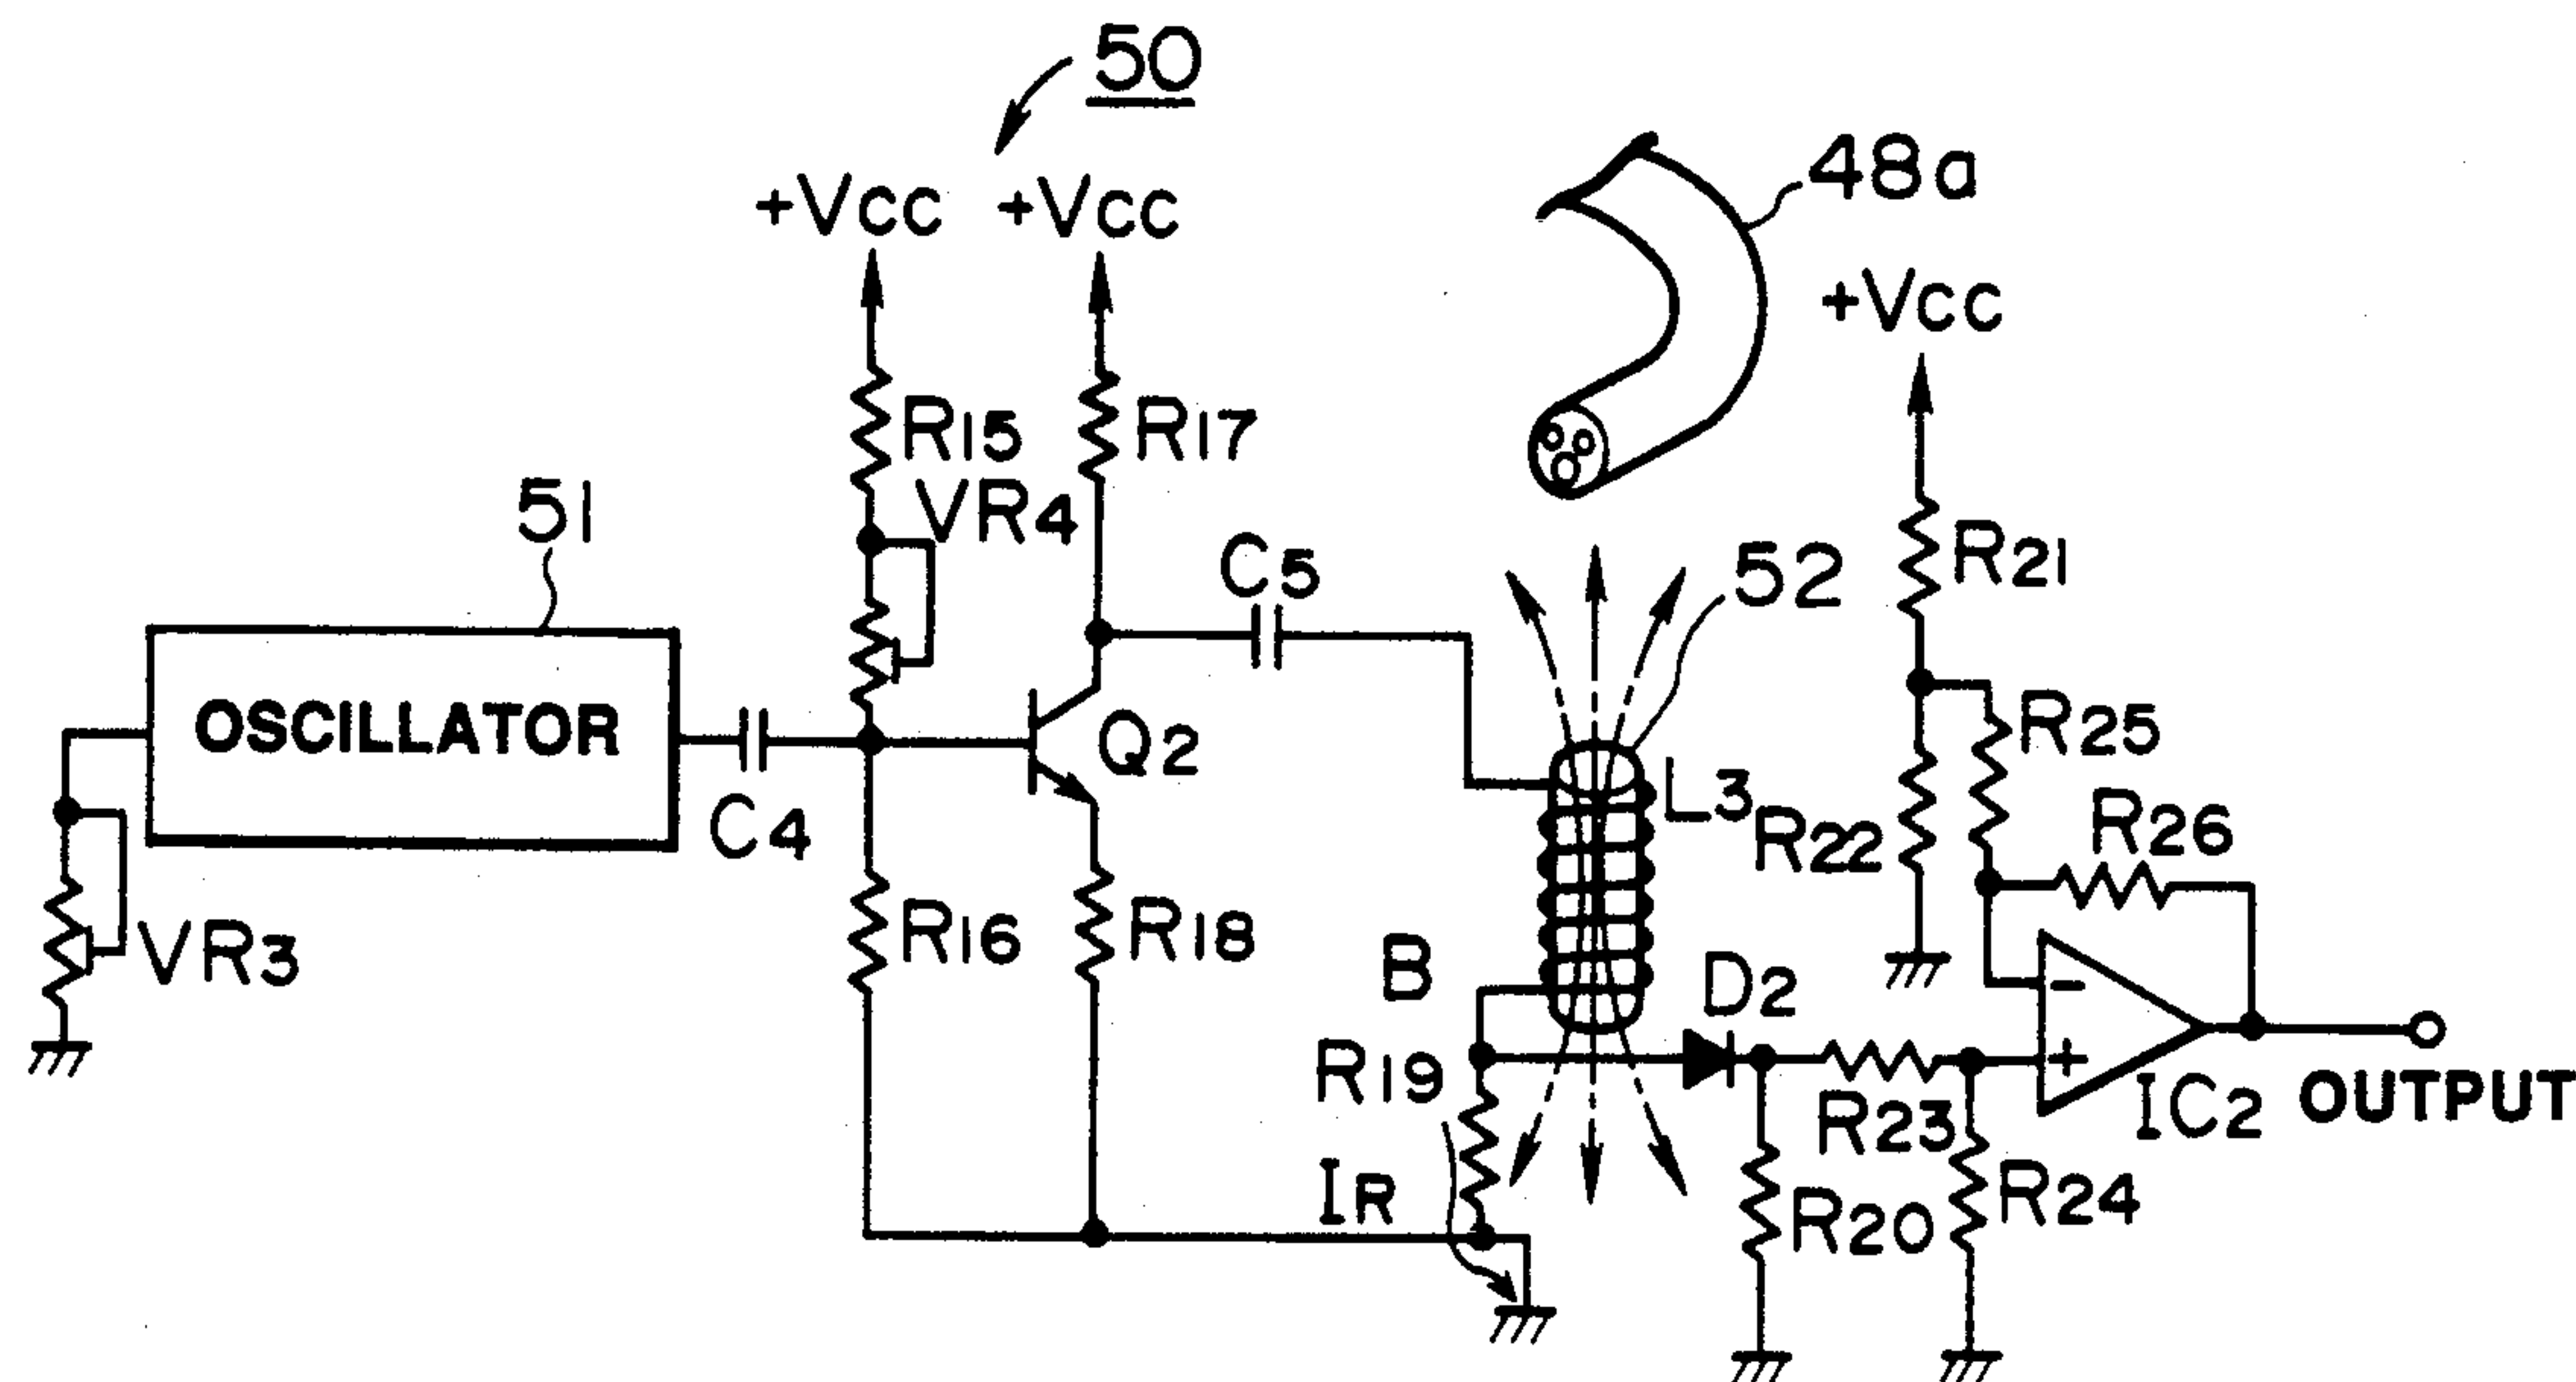 50
+Vcc +Vcc
48a
+Vcc
R15
R17
VR4
51
C5
52
R21
OSCILLATOR
Q2
C4
L3
R22
R25
R26
VR3
R16
R18
B
D2
R19
IR
R23
R20
R24
-
+
IC2
OUTPUT